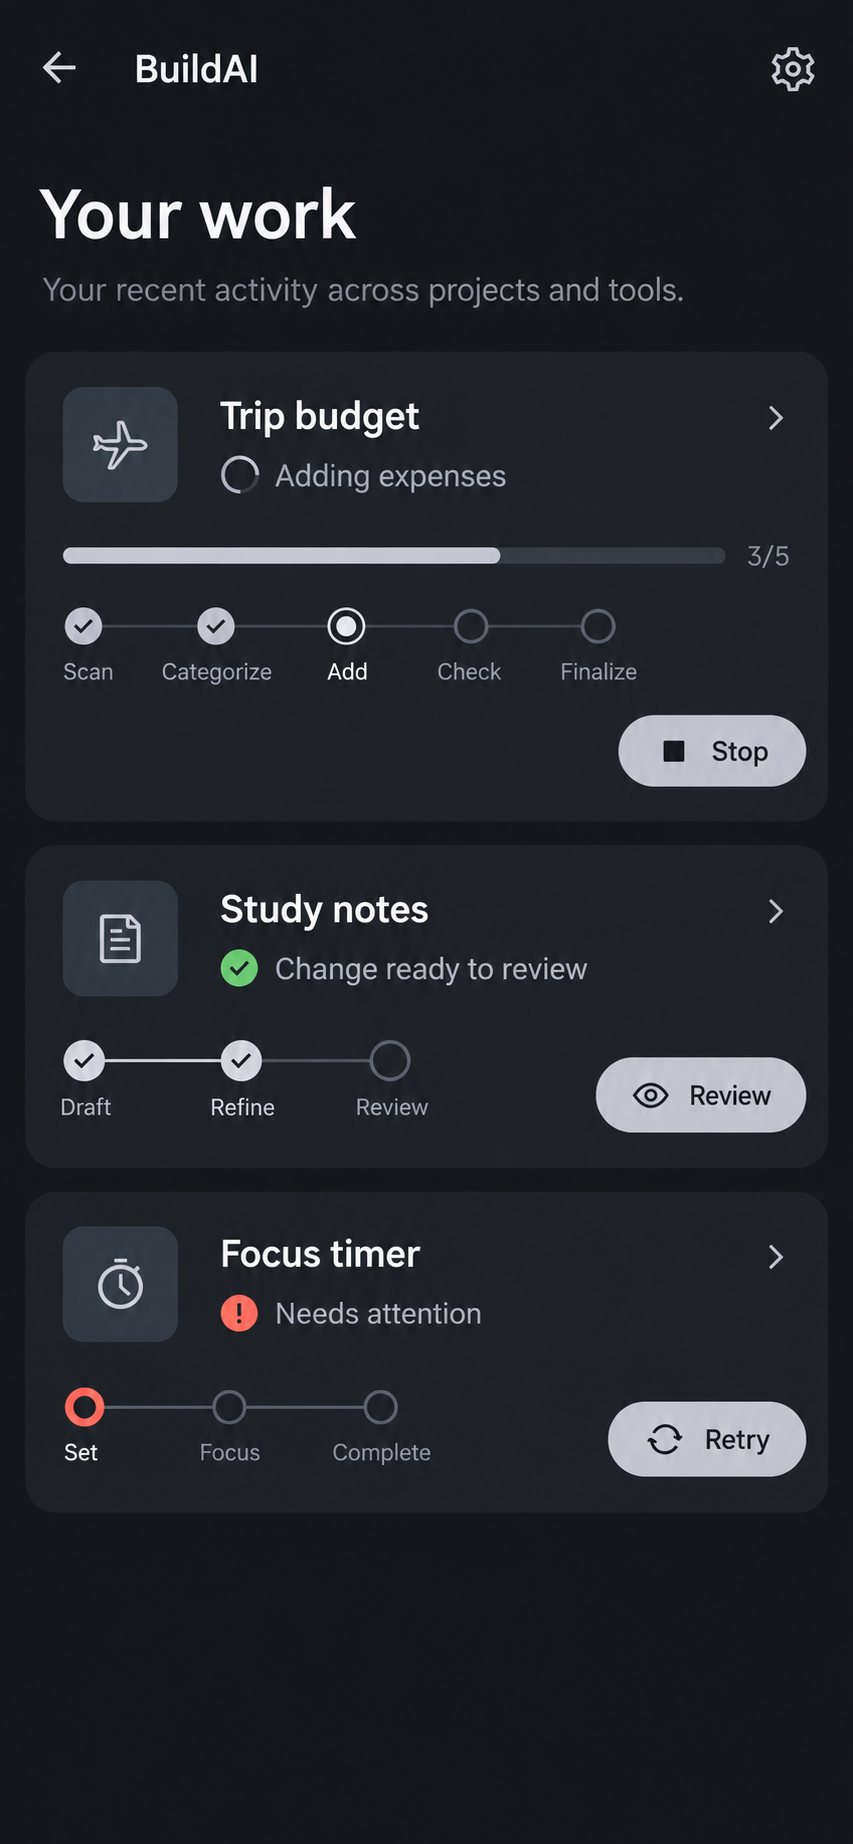 BuildAI
Your work
Your recent activity across projects and tools.
Trip budget
Adding expenses
3/5
Scan Categorize Add Check Finalize
Stop
Study notes
Change ready to review
Draft Refine Review
Review
Focus timer
Needs attention
Set Focus Complete
Retry